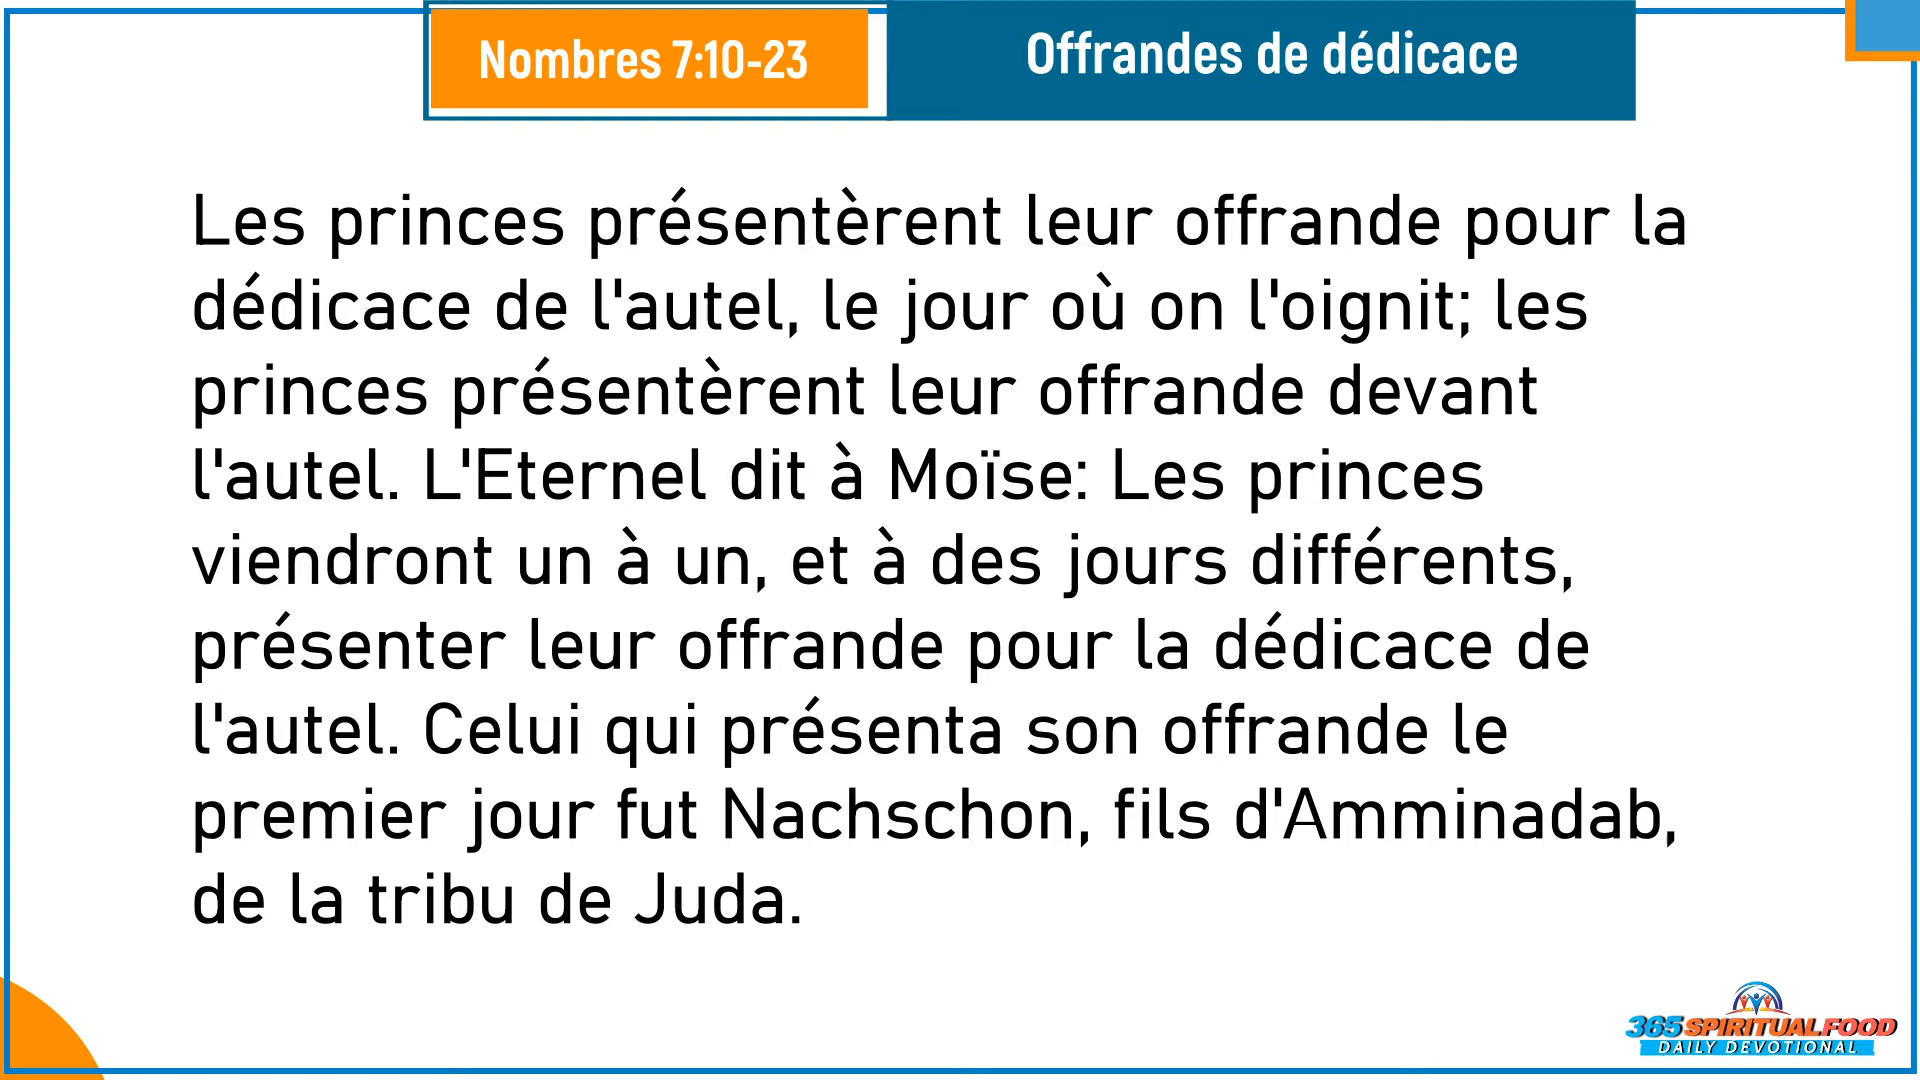 Nombres 7:10-23
Offrandes de dédicace
Les princes présentèrent leur offrande pour la
dédicace de l'autel, le jour où on l'oignit; les
princes présentèrent leur offrande devant
l'autel. L'Eternel dit à Moïse: Les princes
viendront un à un, et à des jours différents,
présenter leur offrande pour la dédicace de
l'autel. Celui qui présenta son offrande le
premier jour fut Nachschon, fils d'Amminadab,
de la tribu de Juda.
365SPIRITUALFOOD
DAILY DEVOTIONAL